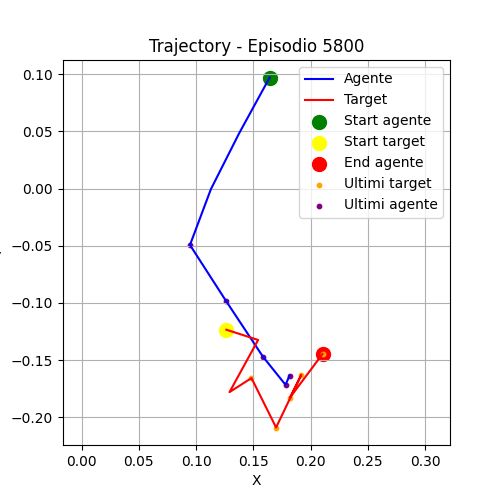 Trajectory - Episodio 5800
Agente
Target
Start agente
Start target
End agente
Ultimi target
Ultimi agente
0.10
0.05
0.00
−0.05
−0.10
−0.15
−0.20
0.00 0.05 0.10 0.15 0.20 0.25 0.30
X